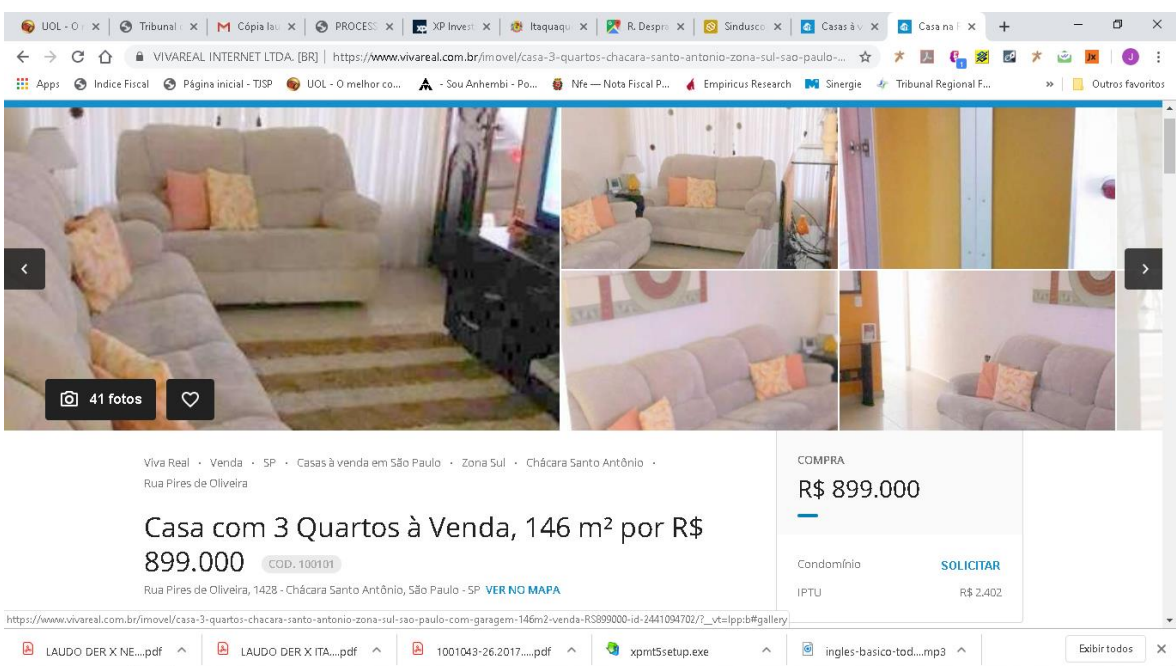 UOL - O
Tribunal
Cópia lau
PROCESS
XP Invest
Itaquaqu
R. Despra
Sindusco
Casas à v
Casa na F
VIVAREAL INTERNET LTDA. [BR] | https://www.vivareal.com.br/imovel/casa-3-quartos-chacara-santo-antonio-zona-sul-sao-paulo-...
Apps Indice Fiscal Página inicial - TJSP UOL - O melhor co... - Sou Anhembi - Po... Nfe — Nota Fiscal P... Empiricus Research Sinergie Tribunal Regional F... » Outros favoritos
41 fotos
Viva Real · Venda · SP · Casas à venda em São Paulo · Zona Sul · Chácara Santo Antônio ·
Rua Pires de Oliveira
Casa com 3 Quartos à Venda, 146 m² por R$
899.000 COD. 100101
Rua Pires de Oliveira, 1428 - Chácara Santo Antônio, São Paulo - SP VER NO MAPA
COMPRA
R$ 899.000
Condomínio SOLICITAR
IPTU R$ 2.402
https://www.vivareal.com.br/imovel/casa-3-quartos-chacara-santo-antonio-zona-sul-sao-paulo-com-garagem-146m2-venda-RS899000-id-2441094702/?__vt=lpp:b#gallery
LAUDO DER X NE....pdf
LAUDO DER X ITA....pdf
1001043-26.2017.....pdf
xpmt5setup.exe
ingles-basico-tod....mp3
Exibir todos